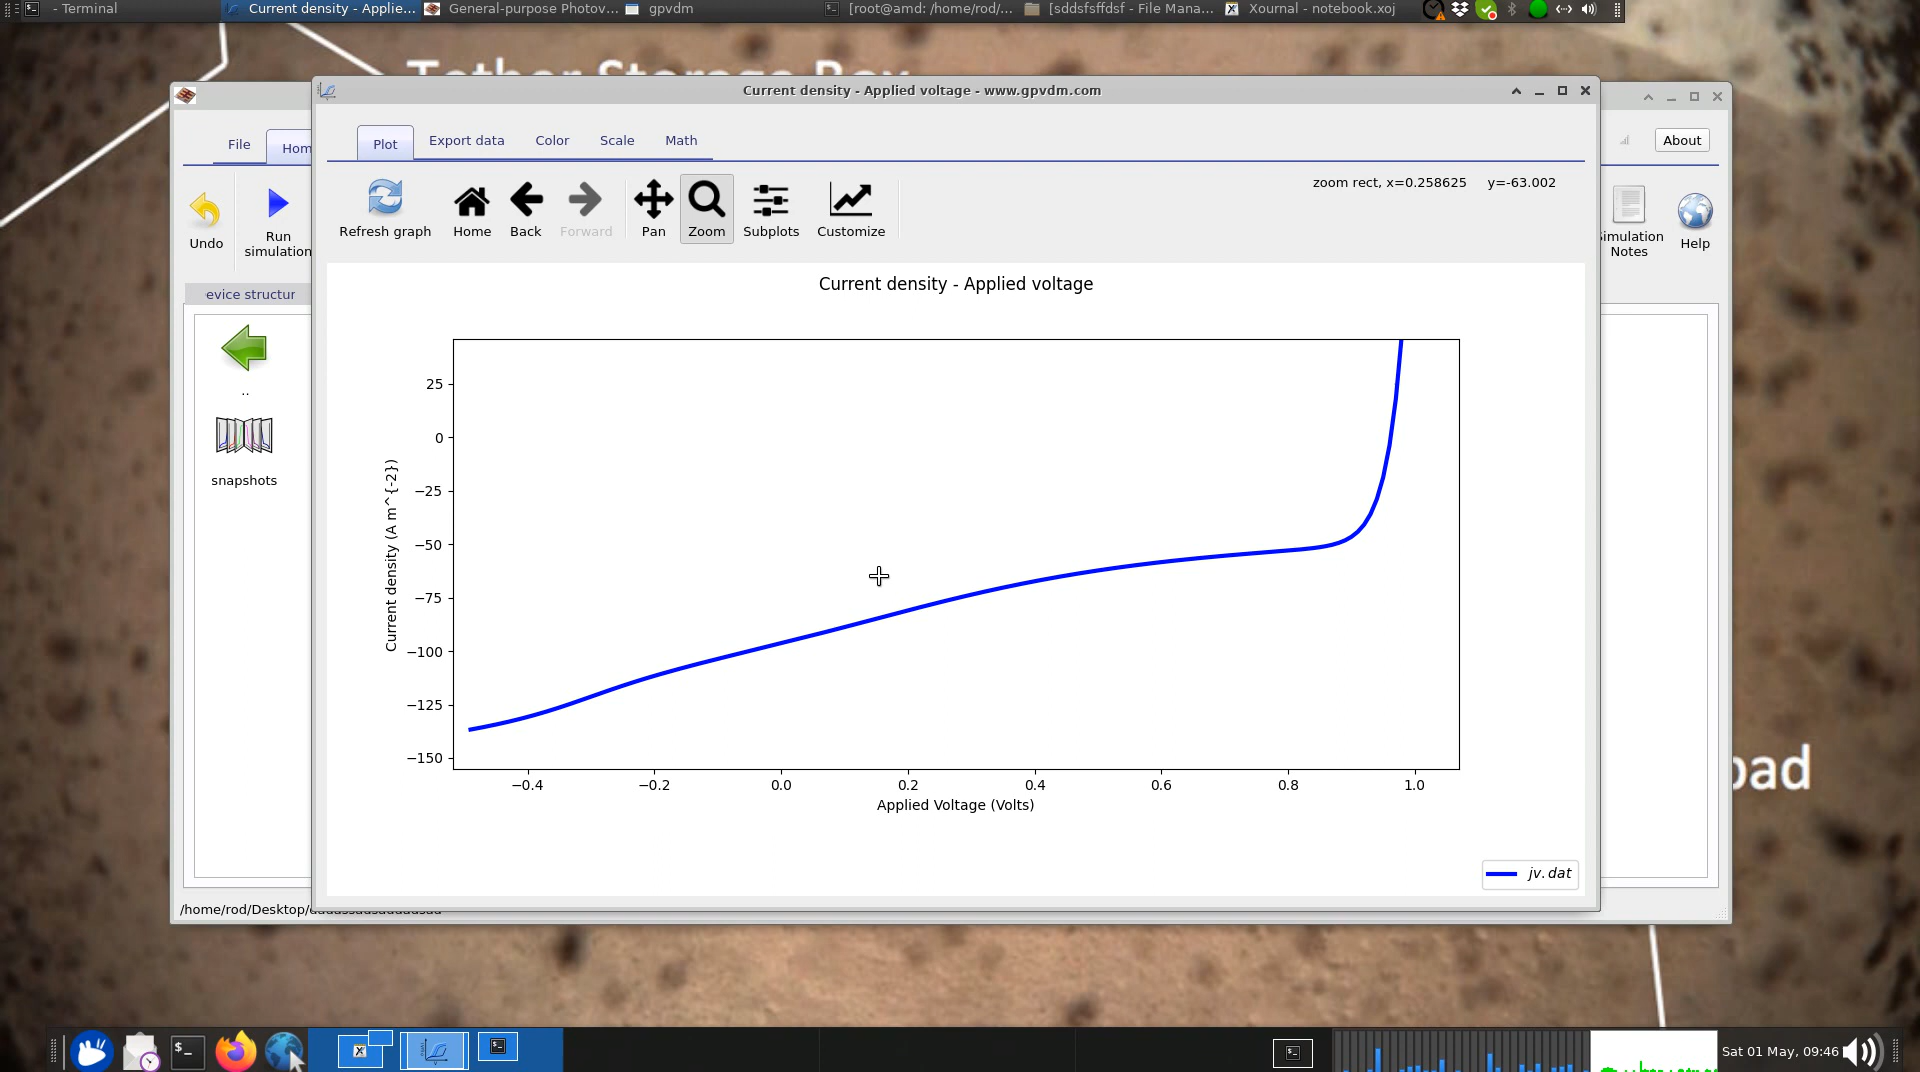 - Terminal
Current density - Applie...
General-purpose Photov...
gpvdm
[root@amd: /home/rod/...
[sddsfsffdsf - File Mana...
Xournal - notebook.xoj
Current density - Applied voltage - www.gpvdm.com
File
Hom
Plot
Export data
Color
Scale
Math
About
Undo
Run
simulation
Refresh graph
Home
Back
Forward
Pan
Zoom
Subplots
Customize
zoom rect, x=0.258625 y=-63.002
Simulation
Notes
Help
evice structur
..
snapshots
Current density - Applied voltage
25
0
−25
−50
−75
−100
−125
−150
Current density (A m^{-2})
−0.4
−0.2
0.0
0.2
0.4
0.6
0.8
1.0
Applied Voltage (Volts)
jv.dat
pad
/home/rod/Desktop/
Sat 01 May, 09:46